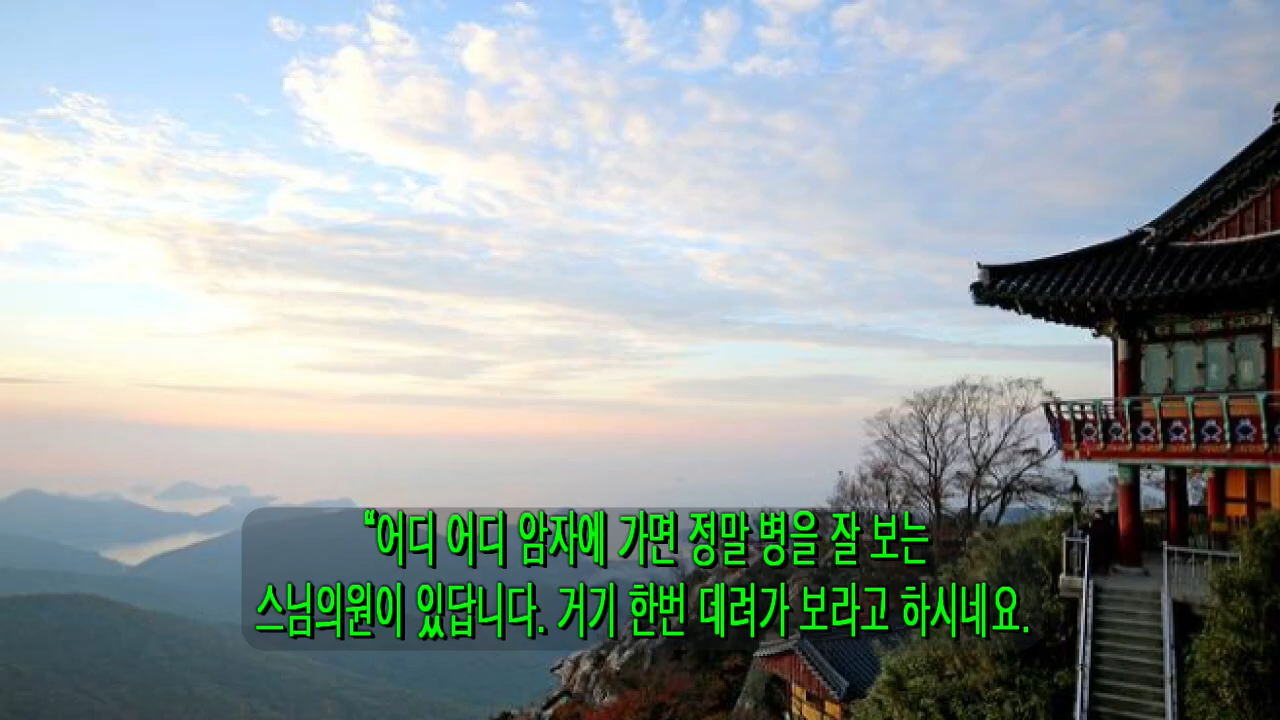 “어디 어디 암자에 가면 정말 병을 잘 보는
스님의원이 있답니다. 거기 한번 데려가 보라고 하시네요.